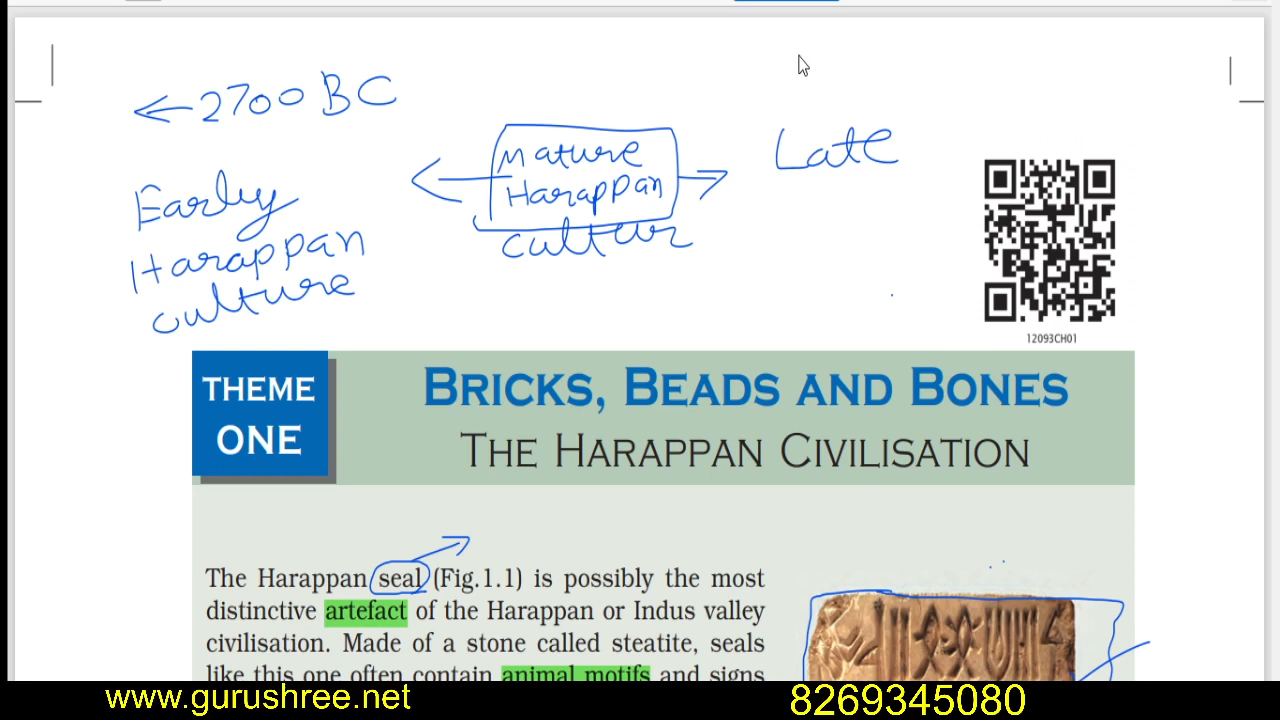 ←2700 BC
Early
Harappan
culture
Mature
Harappan
cultur
Late
12093CH01
THEME
ONE
BRICKS, BEADS AND BONES
THE HARAPPAN CIVILISATION
The Harappan seal (Fig.1.1) is possibly the most
distinctive artefact of the Harappan or Indus valley
civilisation. Made of a stone called steatite, seals
like this one often contain animal motifs and signs
www.gurushree.net
8269345080